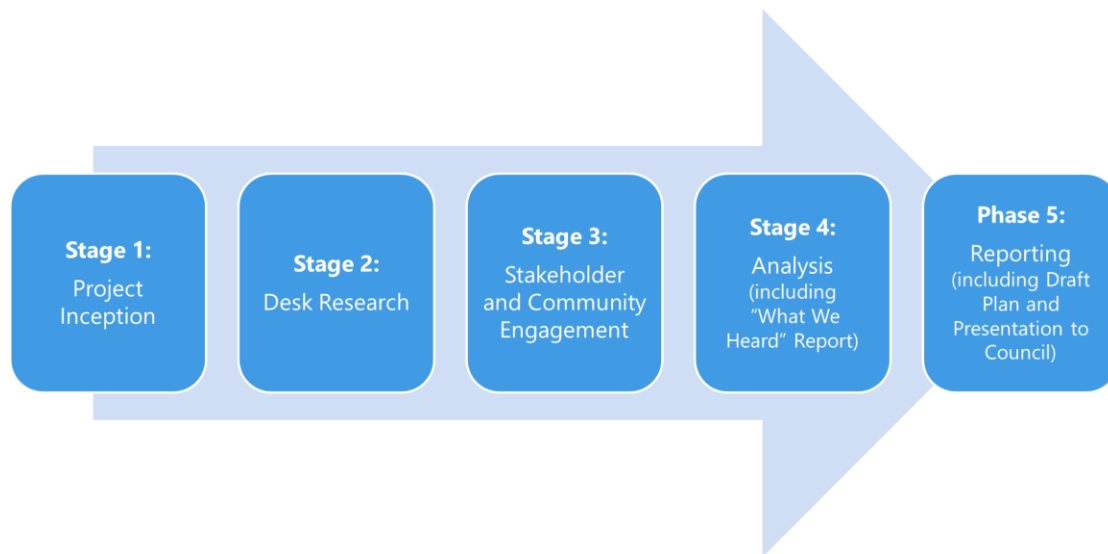 Stage 1:
Project
Inception
Stage 2:
Desk Research
Stage 3:
Stakeholder
and Community
Engagement
Stage 4:
Analysis
(including
"What We
Heard" Report)
Phase 5:
Reporting
(including Draft
Plan and
Presentation to
Council)